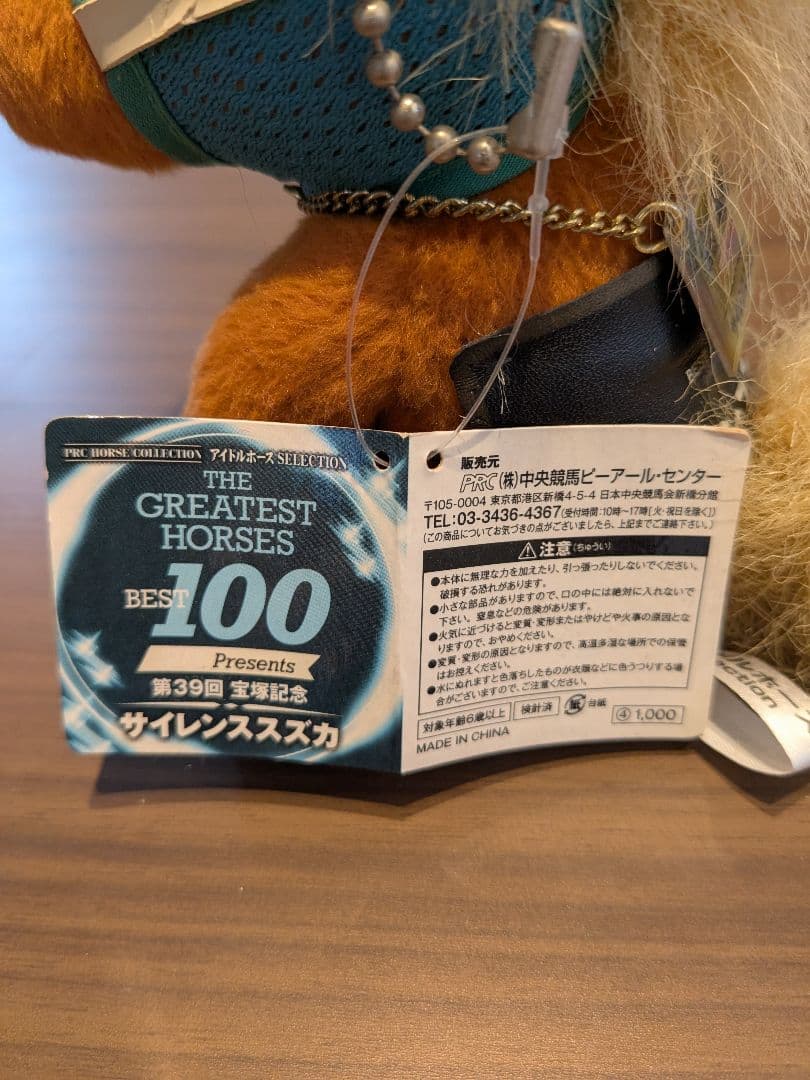 PRC HORSE COLLECTION アイドルホースSELECTION
THE
GREATEST
HORSES
BEST 100
Presents
第39回 宝塚記念
サイレンススズカ
販売元
PRC (株)中央競馬ピーアール・センター
〒105-0004 東京都港区新橋4-5-4 日本中央競馬会新橋分館
TEL:03-3436-4367(受付時間:10時〜17時[火・祝日を除く])
(この商品についてお気づきの点がございましたら、上記までご連絡下さい。)
注意(ちゅうい)
●本体に無理な力を加えたり、引っ張ったりしないでください。
破損する恐れがあります。
●小さな部品がありますので、口の中には絶対に入れないで
下さい。窒息などの危険があります。
●火気に近づけると変質・変形またはやけどや火事の原因とな
りますので、おやめください。
●変質・変形の原因となりますので、高温多湿な場所での保管
はお控えください。
●水にぬれますと色落ちしたものが衣類などに色うつりする場
合がございますので、ご注意ください。
対象年齢6歳以上 検針済 紙 台紙 ④1,000
MADE IN CHINA
ルホー
ction